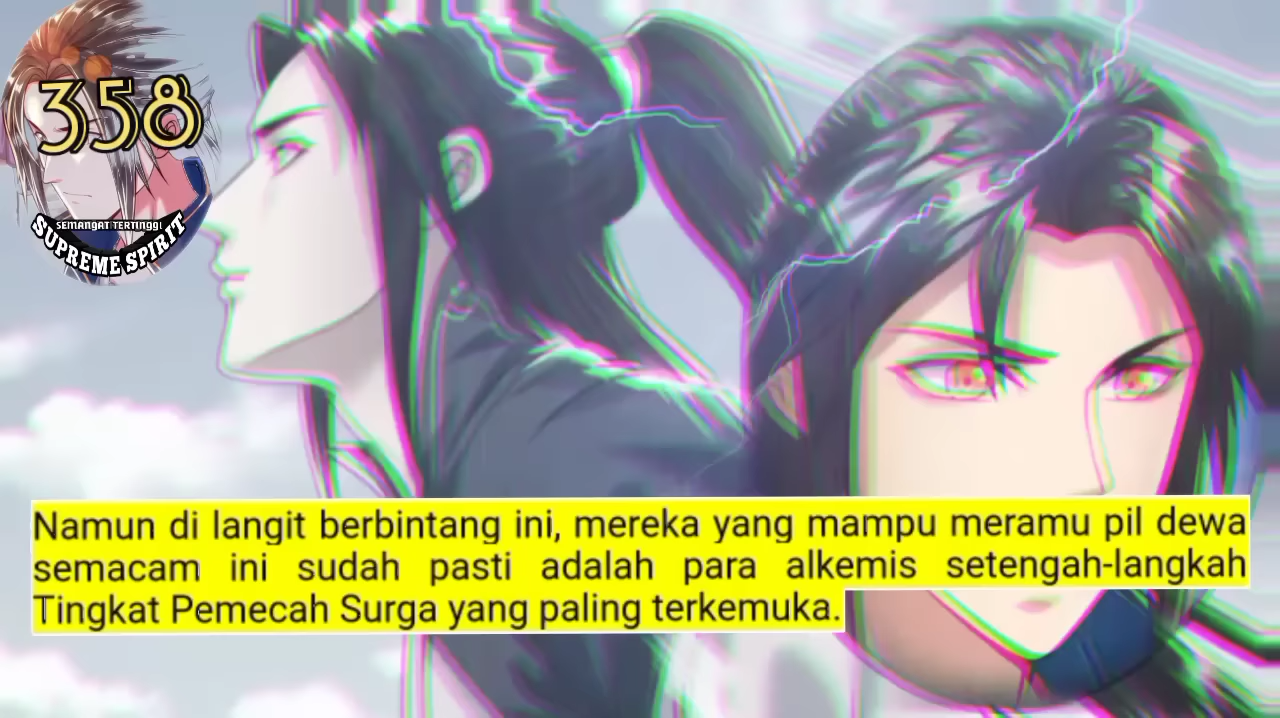 358
SEMANGAT TERTINGGI
SUPREME SPIRIT
Namun di langit berbintang ini, mereka yang mampu meramu pil dewa
semacam ini sudah pasti adalah para alkemis setengah-langkah
Tingkat Pemecah Surga yang paling terkemuka.